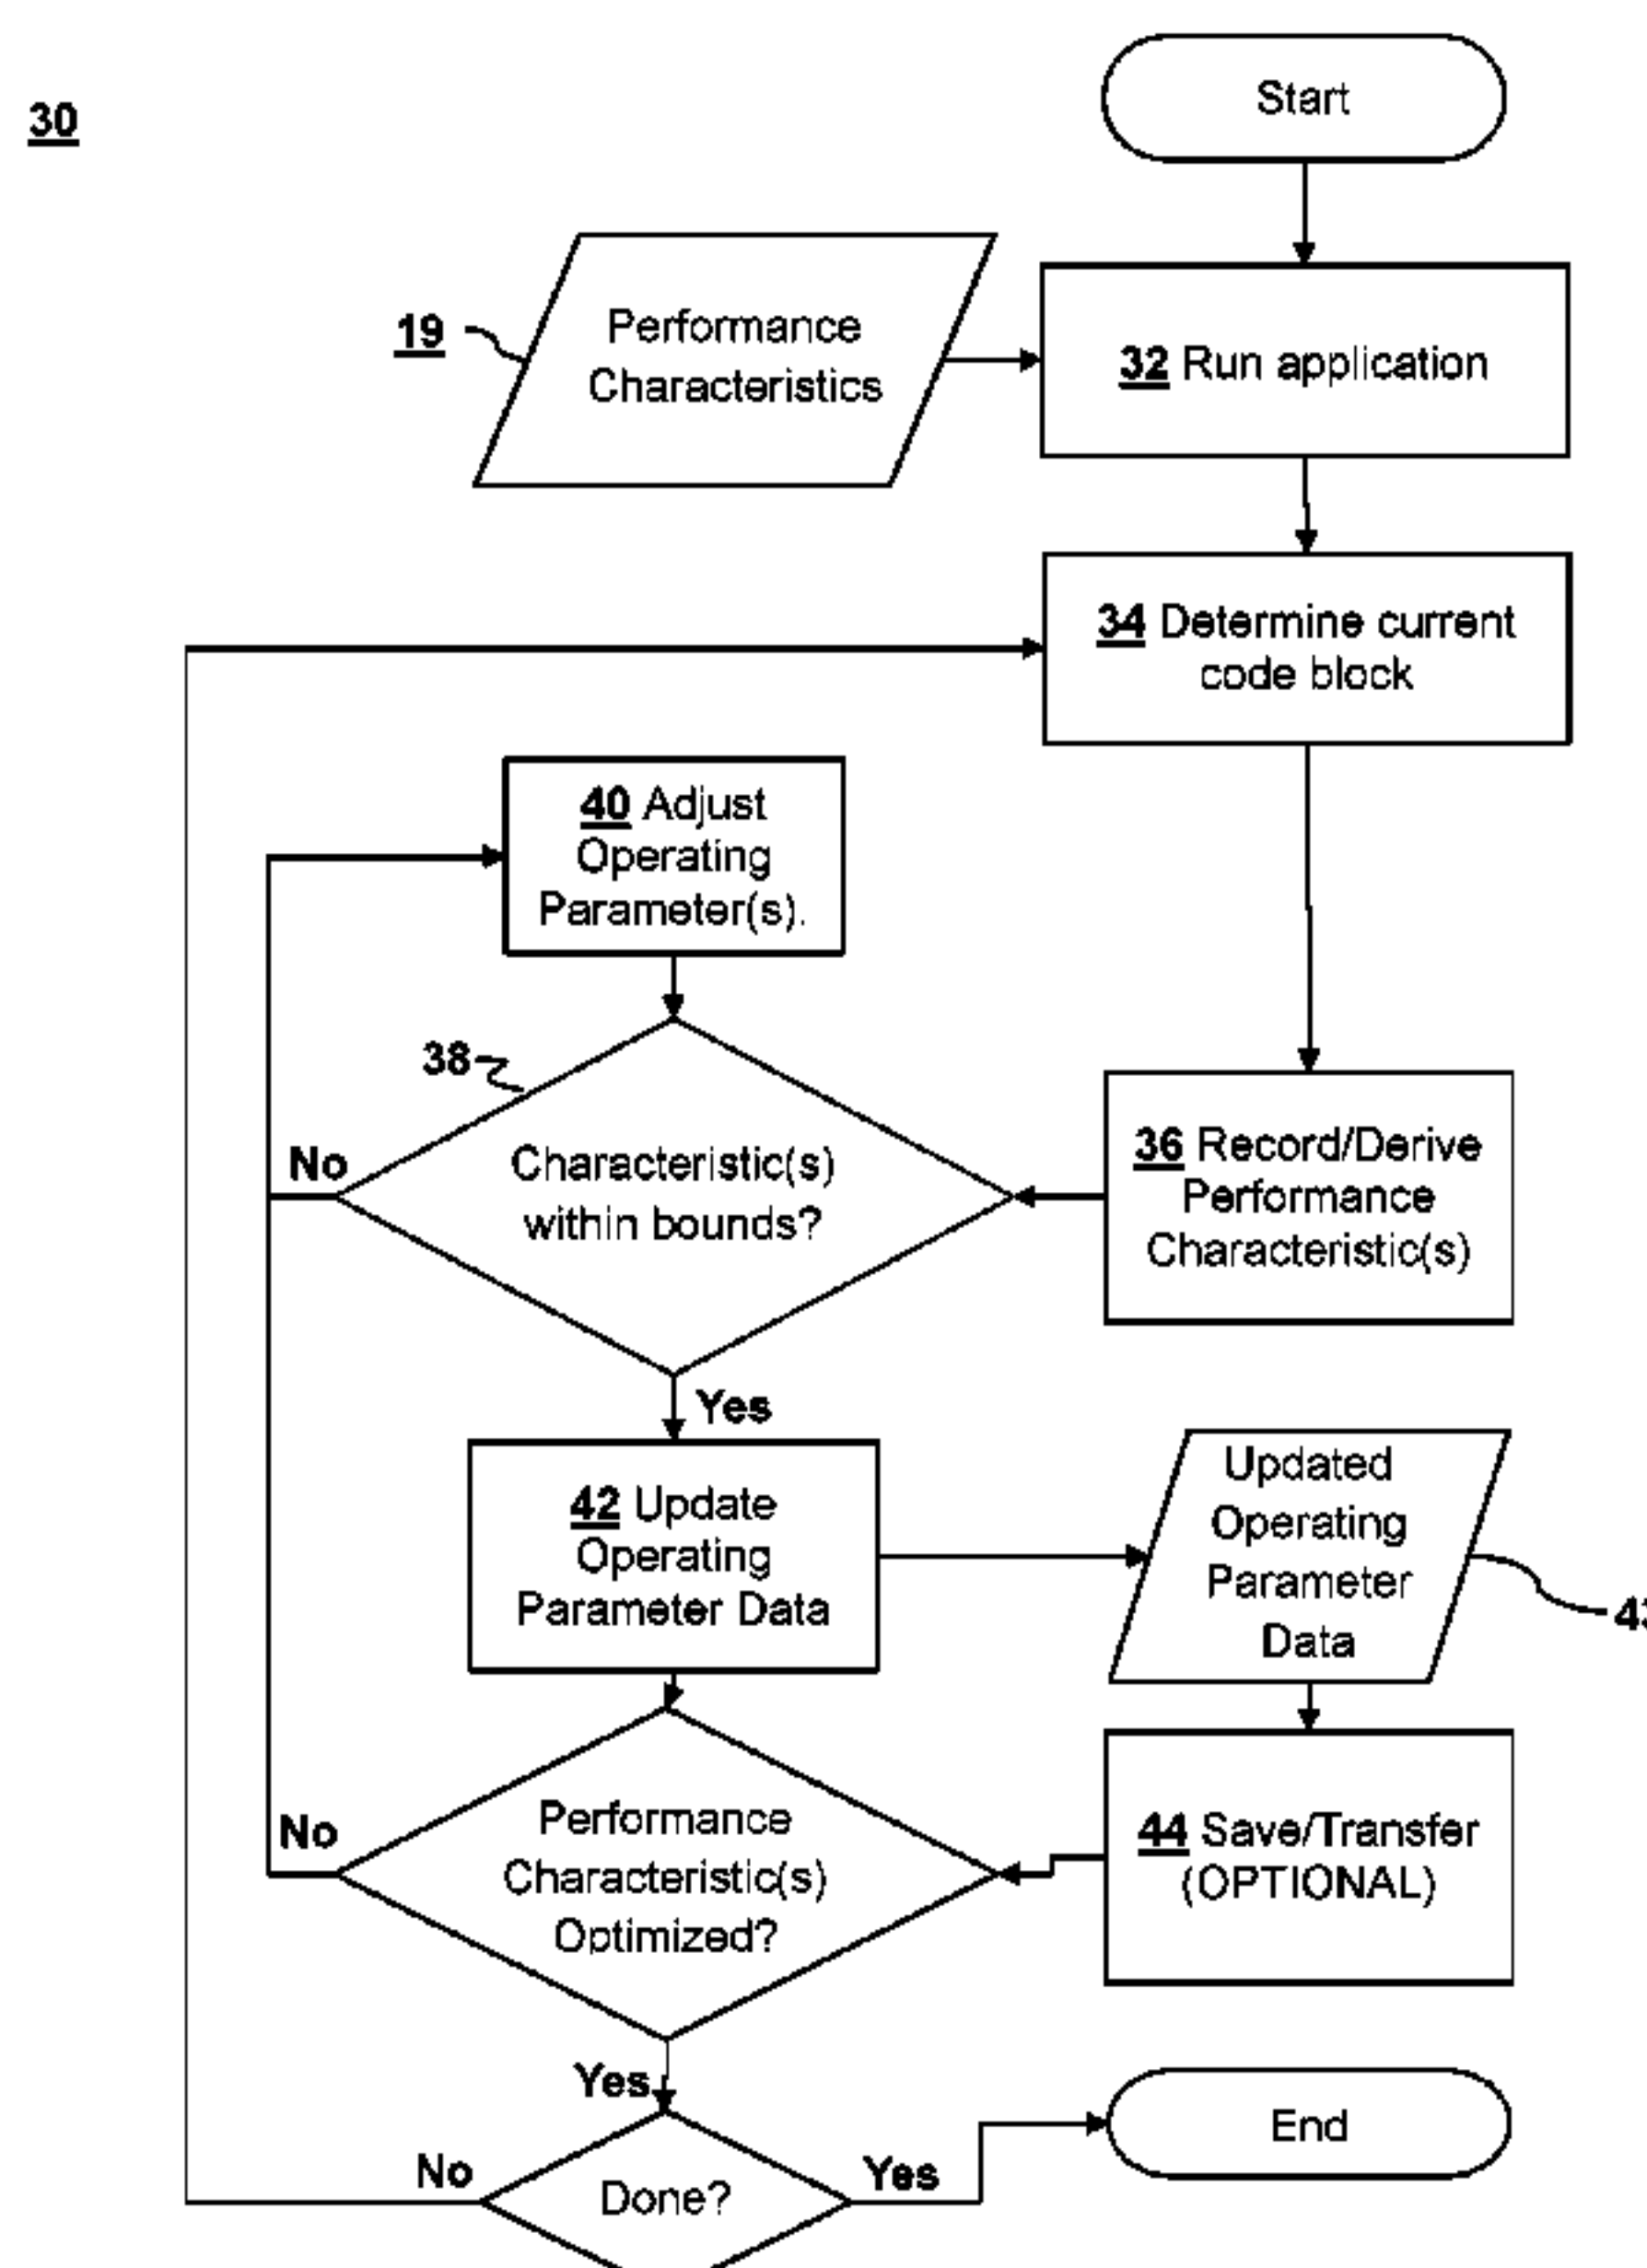 30
Start
19
Performance
Characteristics
32 Run application
34 Determine current
code block
40 Adjust
Operating
Parameter(s).
38
No
Characteristic(s)
within bounds?
36 Record/Derive
Performance
Characteristic(s)
Yes
42 Update
Operating
Parameter Data
Updated
Operating
Parameter
Data
43
No
Performance
Characteristic(s)
Optimized?
44 Save/Transfer
(OPTIONAL)
Yes
No
Done?
Yes
End